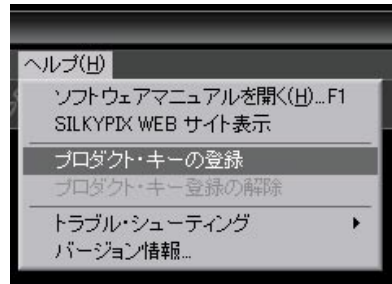 ヘルプ(H)
ソフトウェアマニュアルを開く(H)...F1
SILKYPIX WEB サイト表示
プロダクト・キーの登録
プロダクト・キー登録の解除
トラブル・シューティング
バージョン情報...